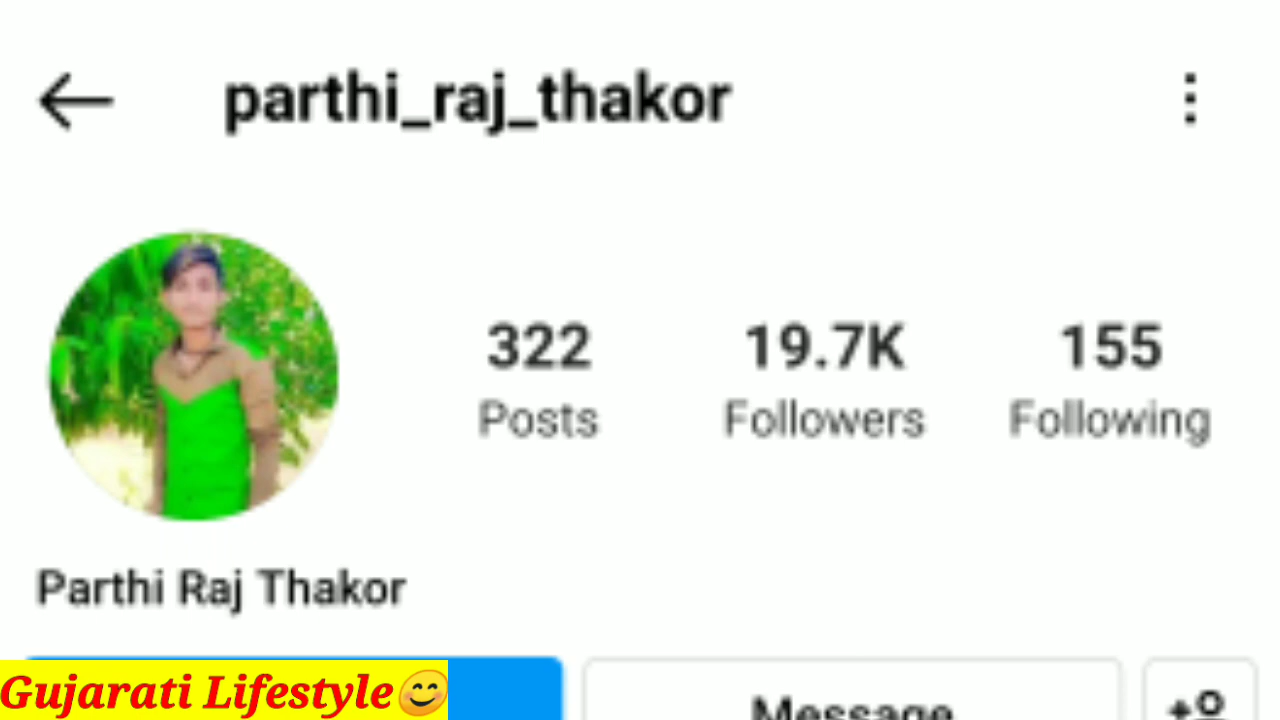 parthi_raj_thakor
322 19.7K 155
Posts Followers Following
Parthi Raj Thakor
Gujarati Lifestyle😊
Message